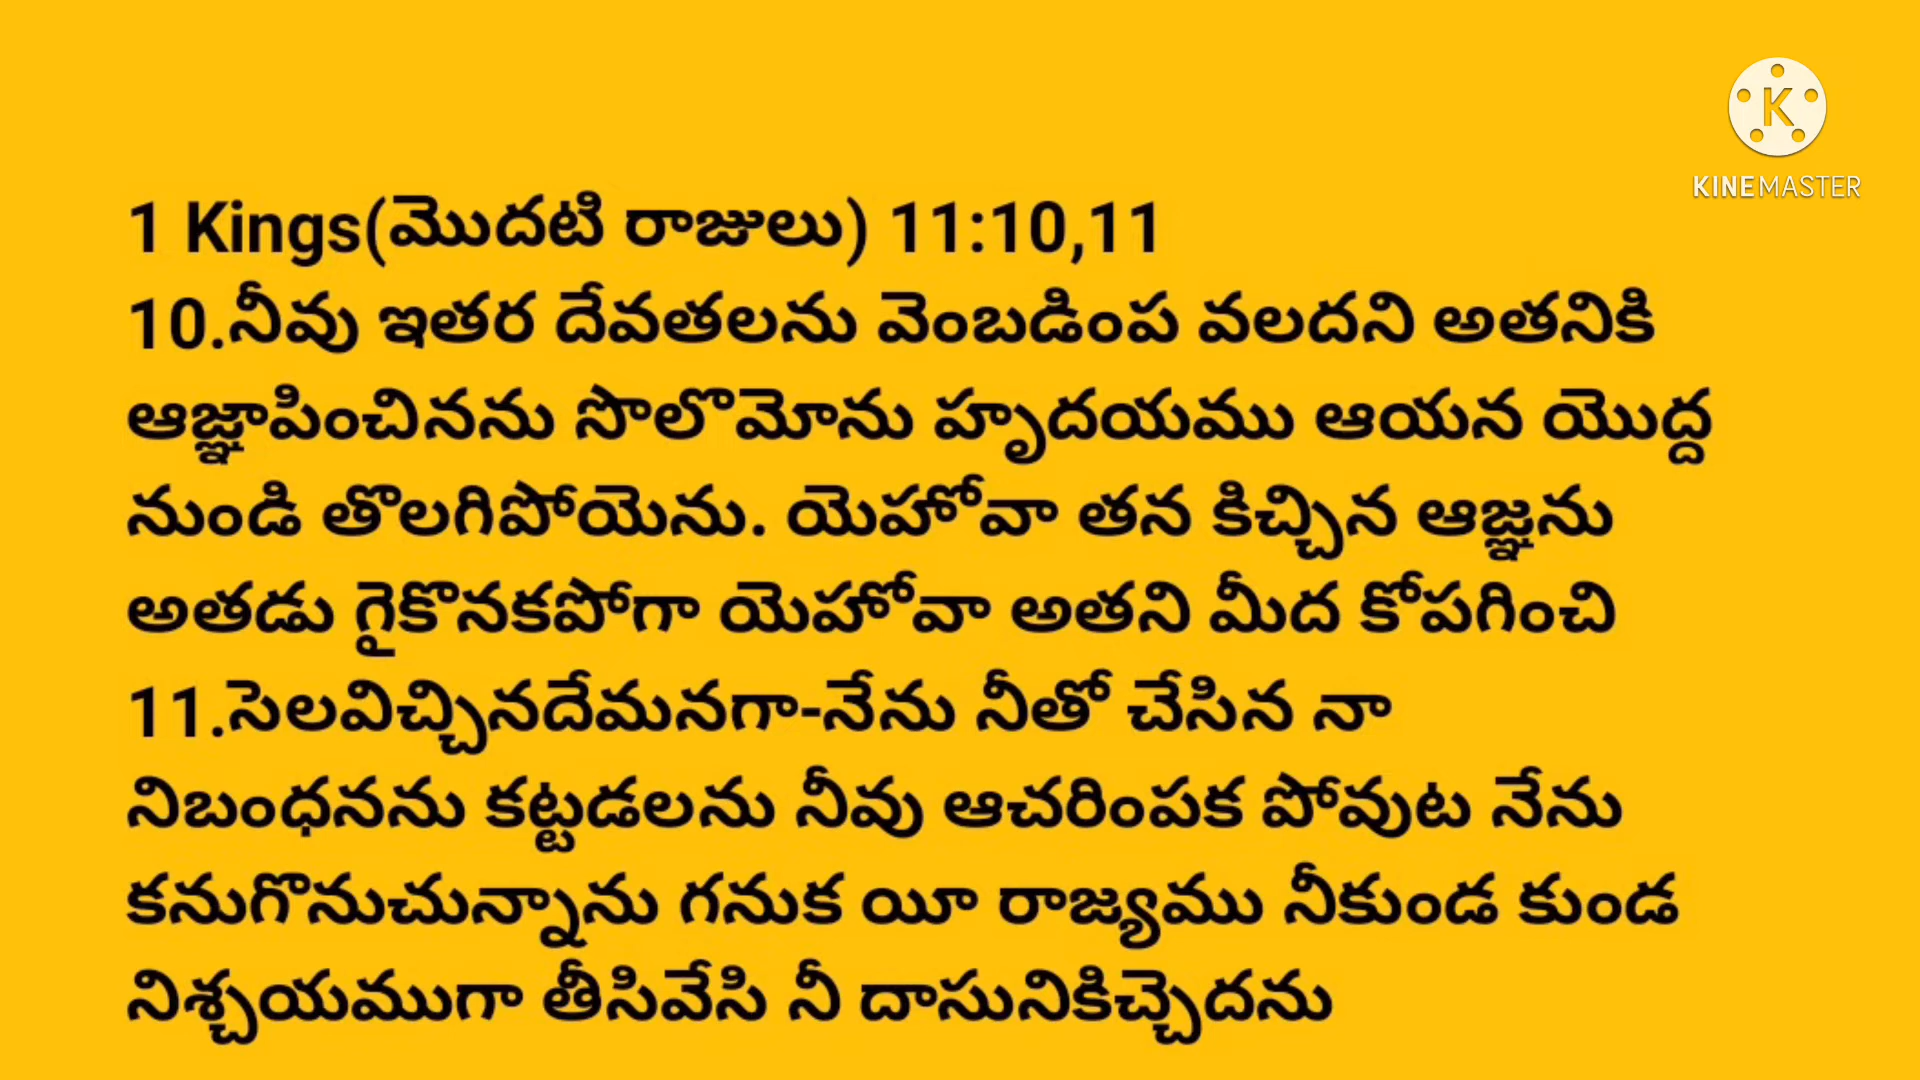 K
KINEMASTER
1 Kings(మొదటి రాజులు) 11:10,11
10.నీవు ఇతర దేవతలను వెంబడింప వలదని అతనికి
ఆజ్ఞాపించినను సొలొమోను హృదయము ఆయన యొద్ద
నుండి తొలగిపోయెను. యెహోవా తన కిచ్చిన ఆజ్ఞను
అతడు గైకొనకపోగా యెహోవా అతని మీద కోపగించి
11.సెలవిచ్చినదేమనగా-నేను నీతో చేసిన నా
నిబంధనను కట్టడలను నీవు ఆచరింపక పోవుట నేను
కనుగొనుచున్నాను గనుక యీ రాజ్యము నీకుండ కుండ
నిశ్చయముగా తీసివేసి నీ దాసునికిచ్చెదను